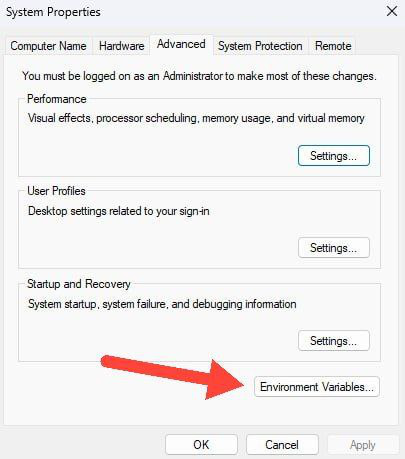 System Properties
Computer Name Hardware Advanced System Protection Remote
You must be logged on as an Administrator to make most of these changes.
Performance
Visual effects, processor scheduling, memory usage, and virtual memory
Settings...
User Profiles
Desktop settings related to your sign-in
Settings...
Startup and Recovery
System startup, system failure, and debugging information
Settings...
Environment Variables...
OK Cancel Apply